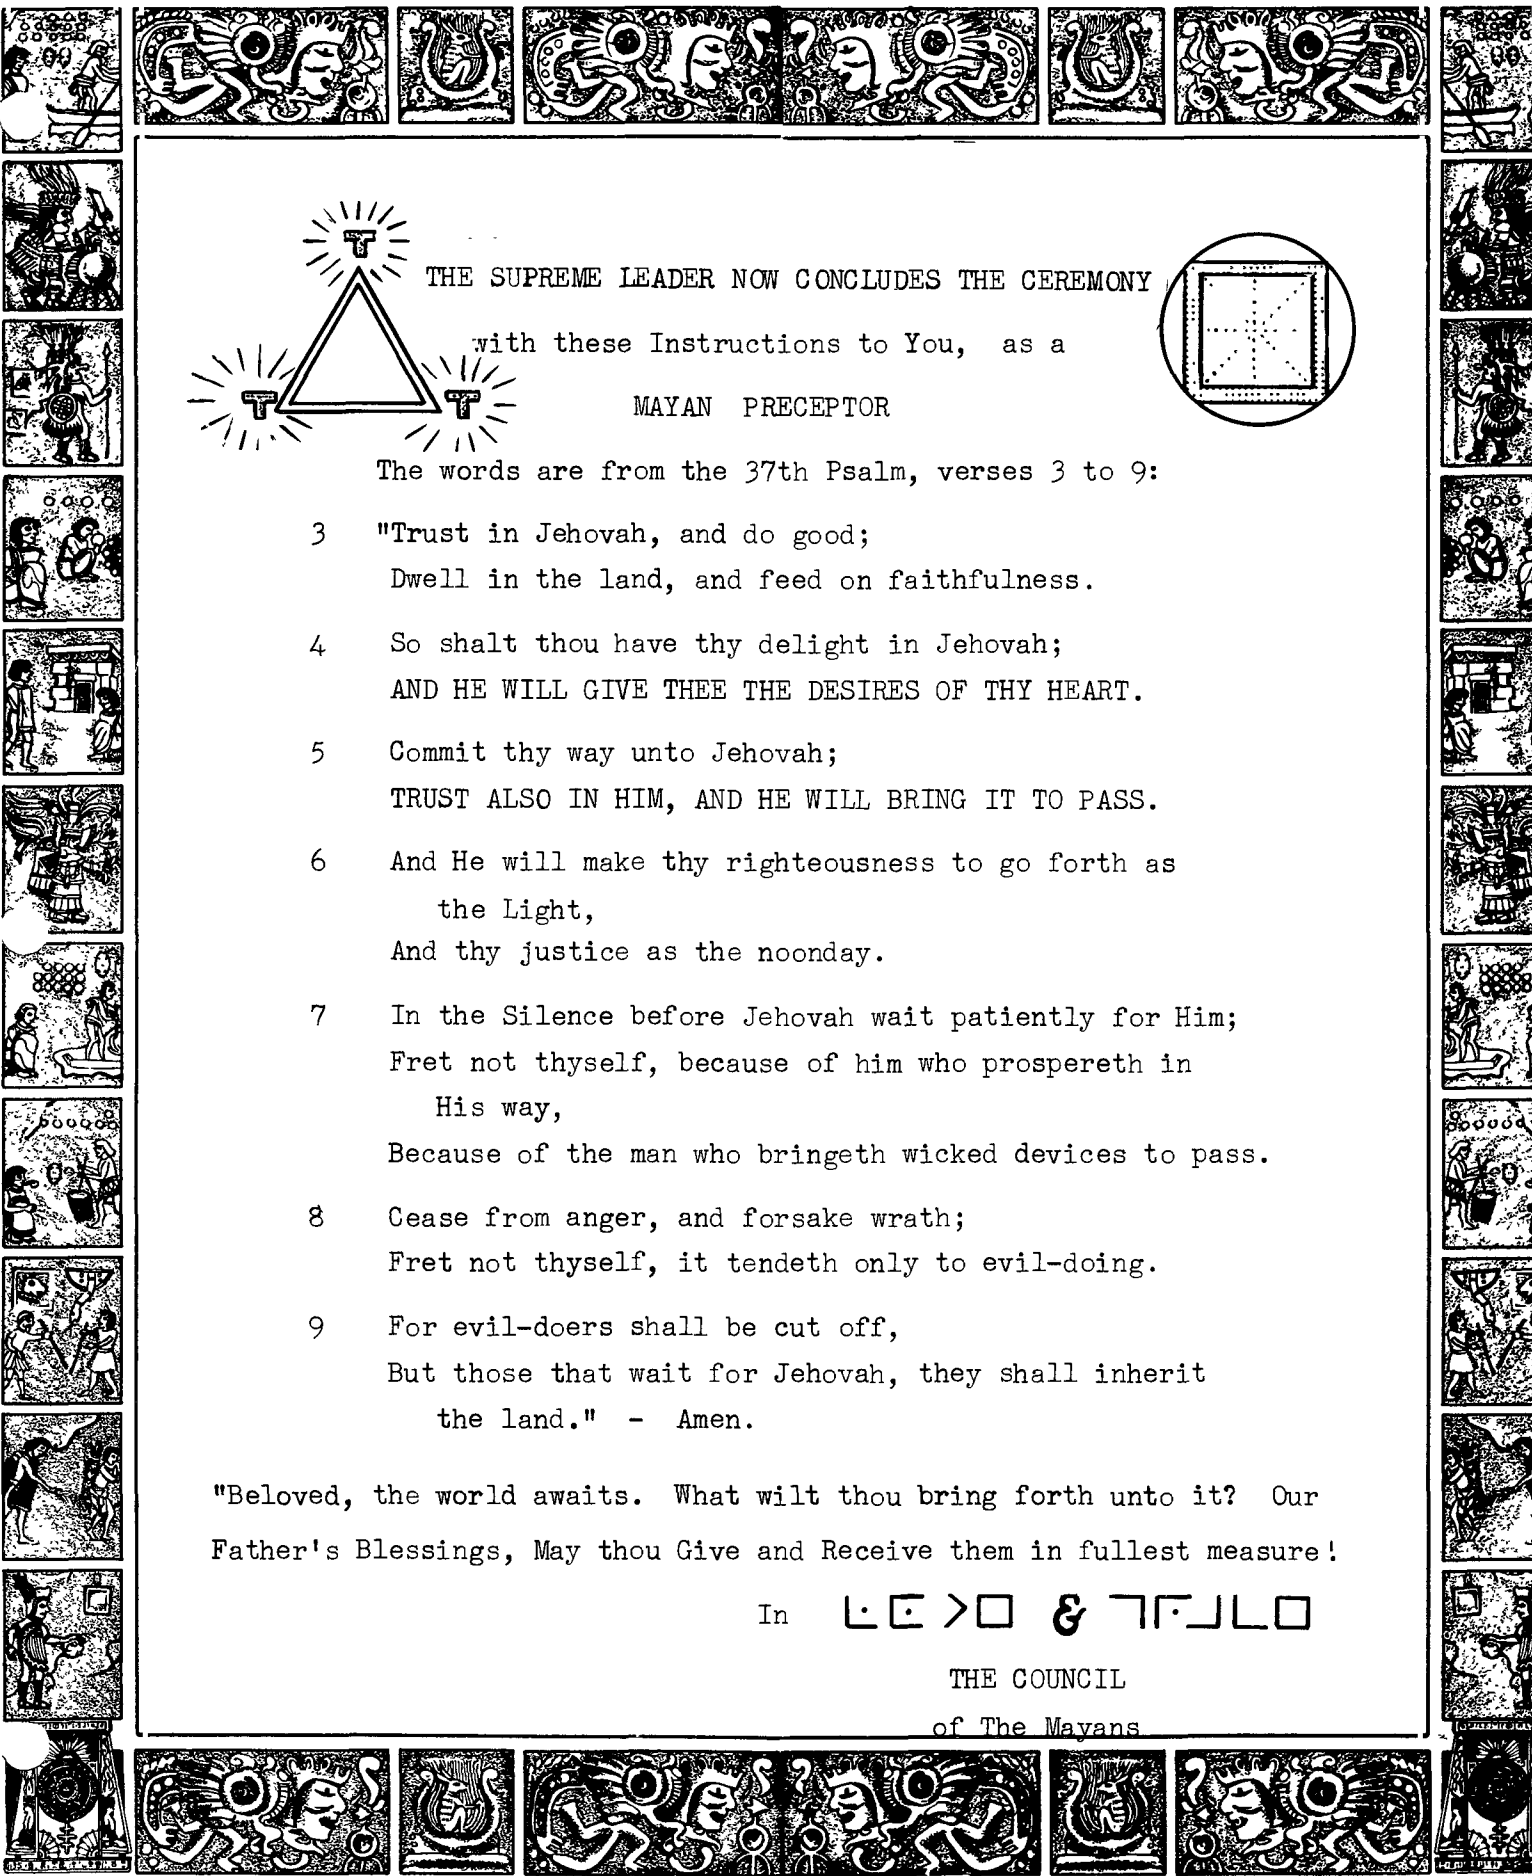 T
THE SUPREME LEADER NOW CONCLUDES THE CEREMONY
with these Instructions to You, as a
T T
MAYAN PRECEPTOR
The words are from the 37th Psalm, verses 3 to 9:
3 "Trust in Jehovah, and do good;
Dwell in the land, and feed on faithfulness.
4 So shalt thou have thy delight in Jehovah;
AND HE WILL GIVE THEE THE DESIRES OF THY HEART.
5 Commit thy way unto Jehovah;
TRUST ALSO IN HIM, AND HE WILL BRING IT TO PASS.
6 And He will make thy righteousness to go forth as
the Light,
And thy justice as the noonday.
7 In the Silence before Jehovah wait patiently for Him;
Fret not thyself, because of him who prospereth in
His way,
Because of the man who bringeth wicked devices to pass.
8 Cease from anger, and forsake wrath;
Fret not thyself, it tendeth only to evil-doing.
9 For evil-doers shall be cut off,
But those that wait for Jehovah, they shall inherit
the land." - Amen.
"Beloved, the world awaits. What wilt thou bring forth unto it? Our
Father's Blessings, May thou Give and Receive them in fullest measure!
In &
THE COUNCIL
of The Mayans